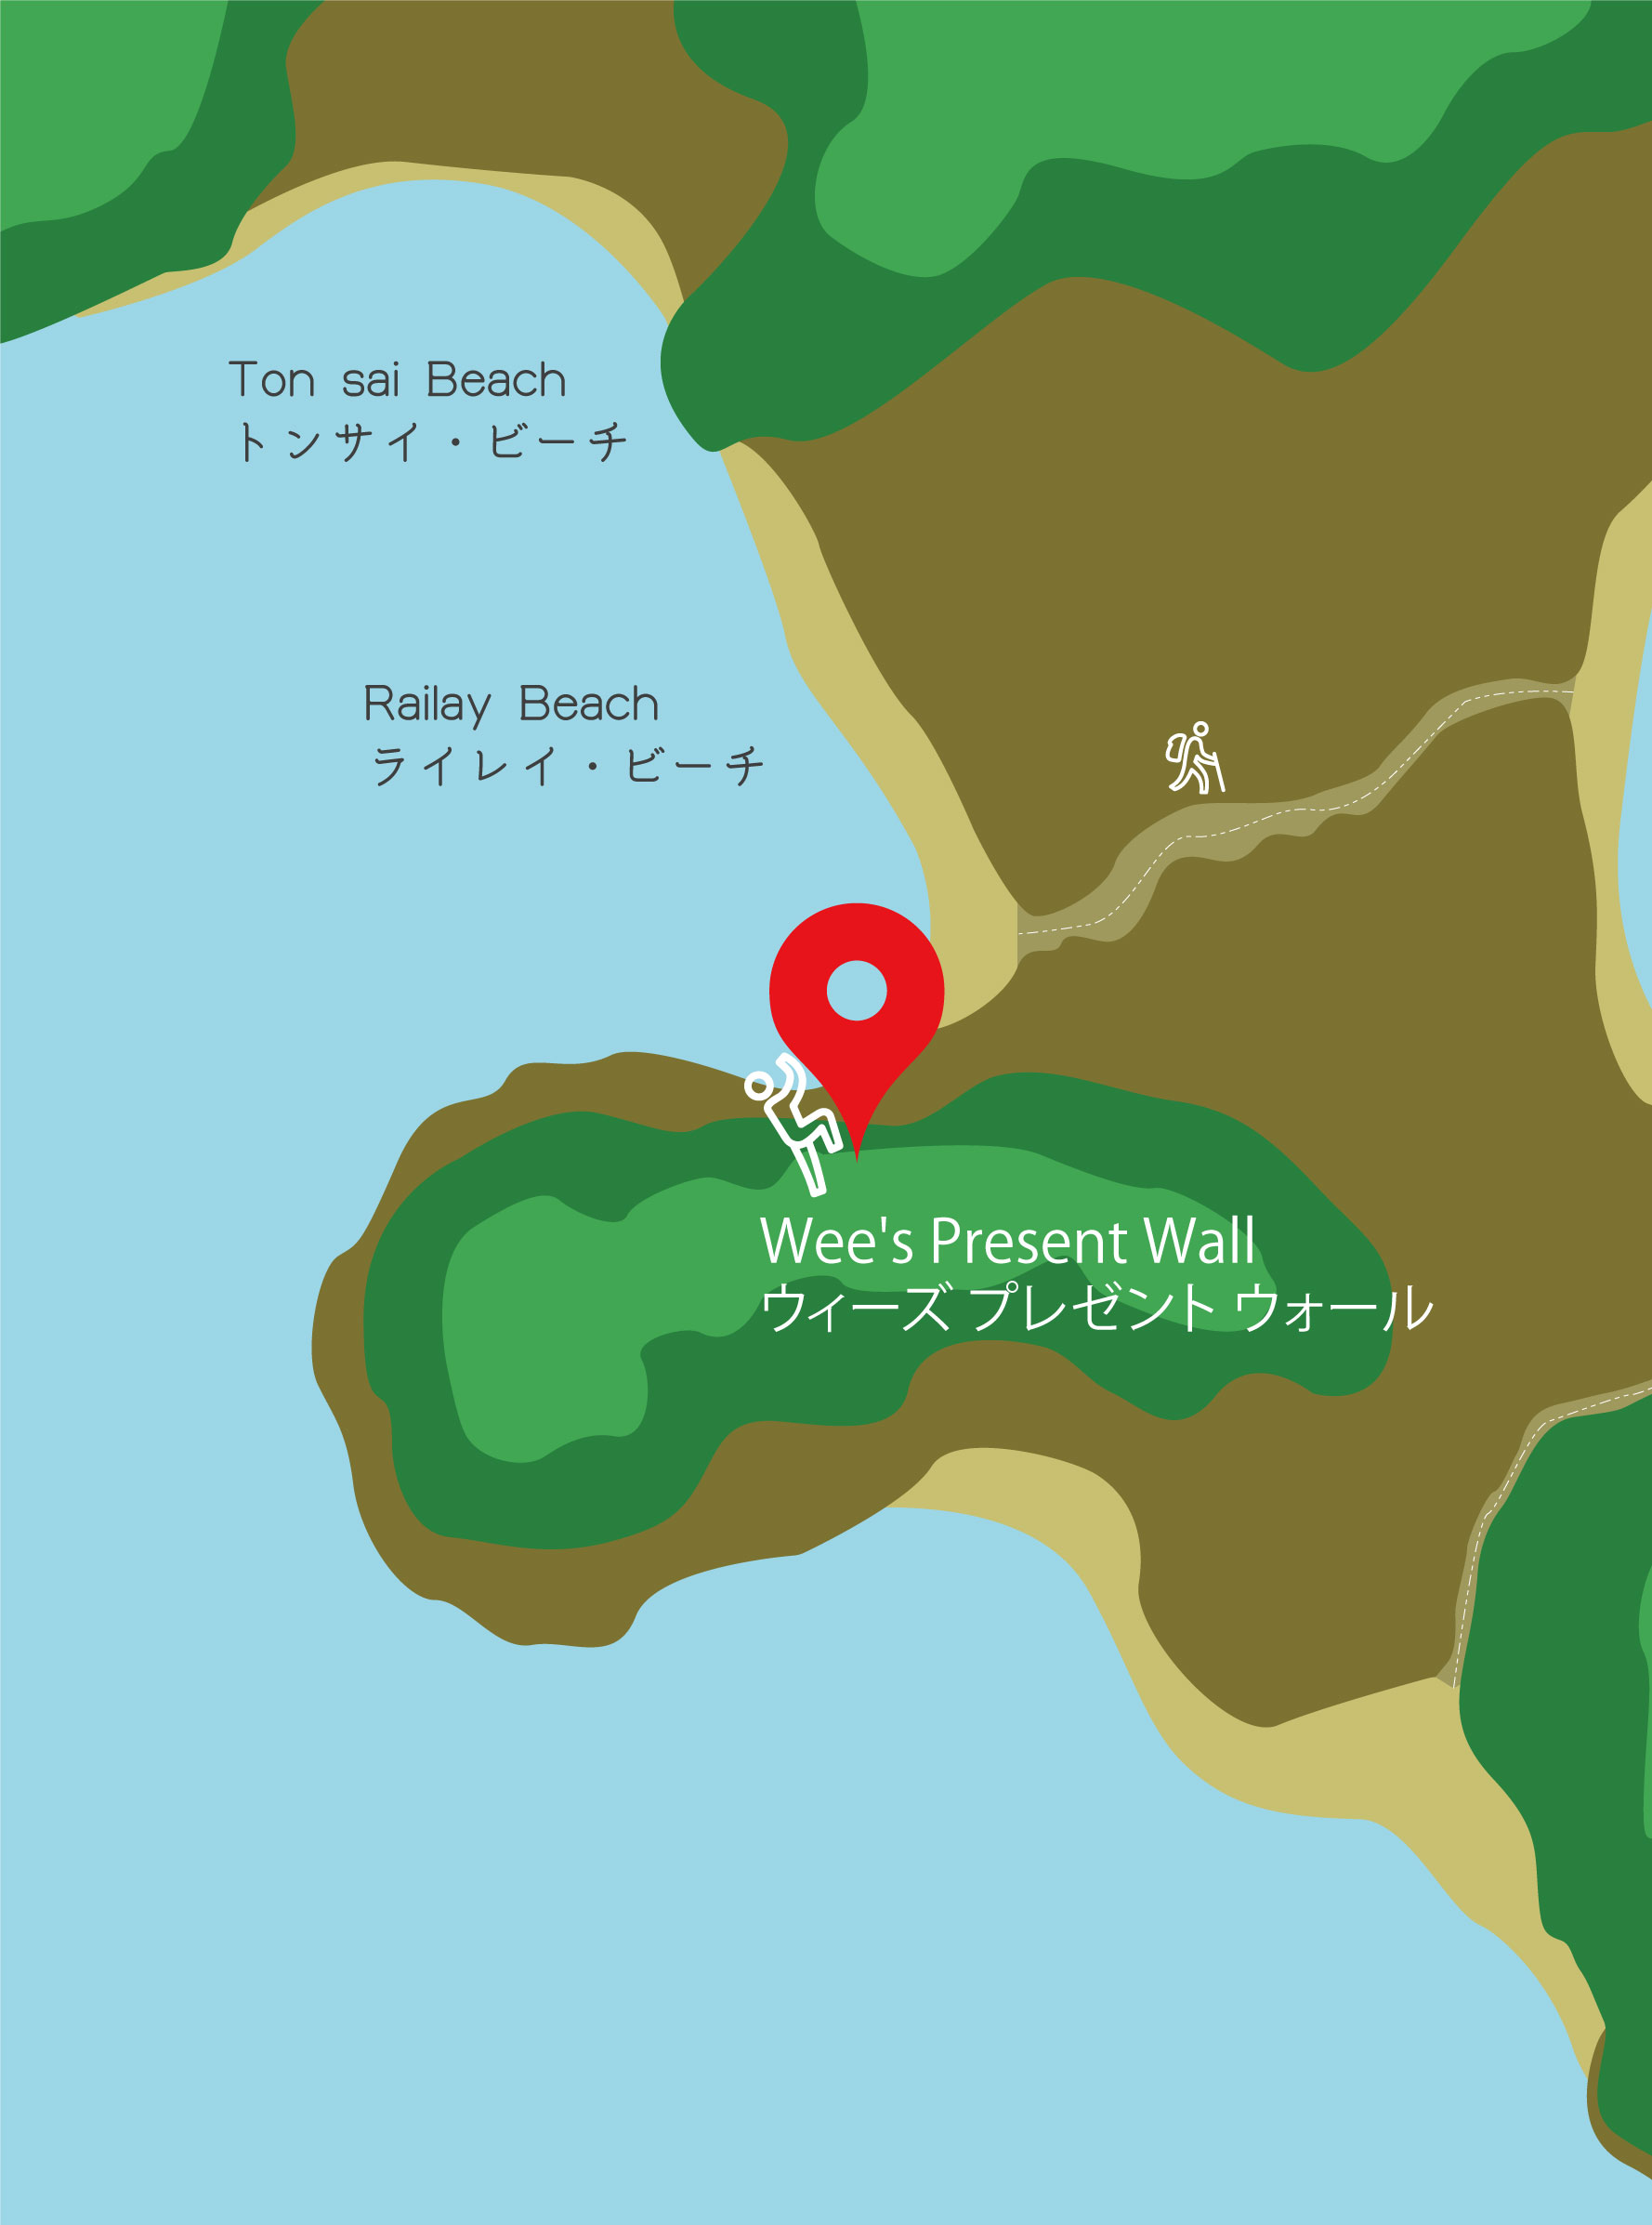 Ton sai Beach
トンサイ・ビーチ
Railay Beach
ライレイ・ビーチ
Wee's Present Wall
ウィーズ プレゼント ウォール